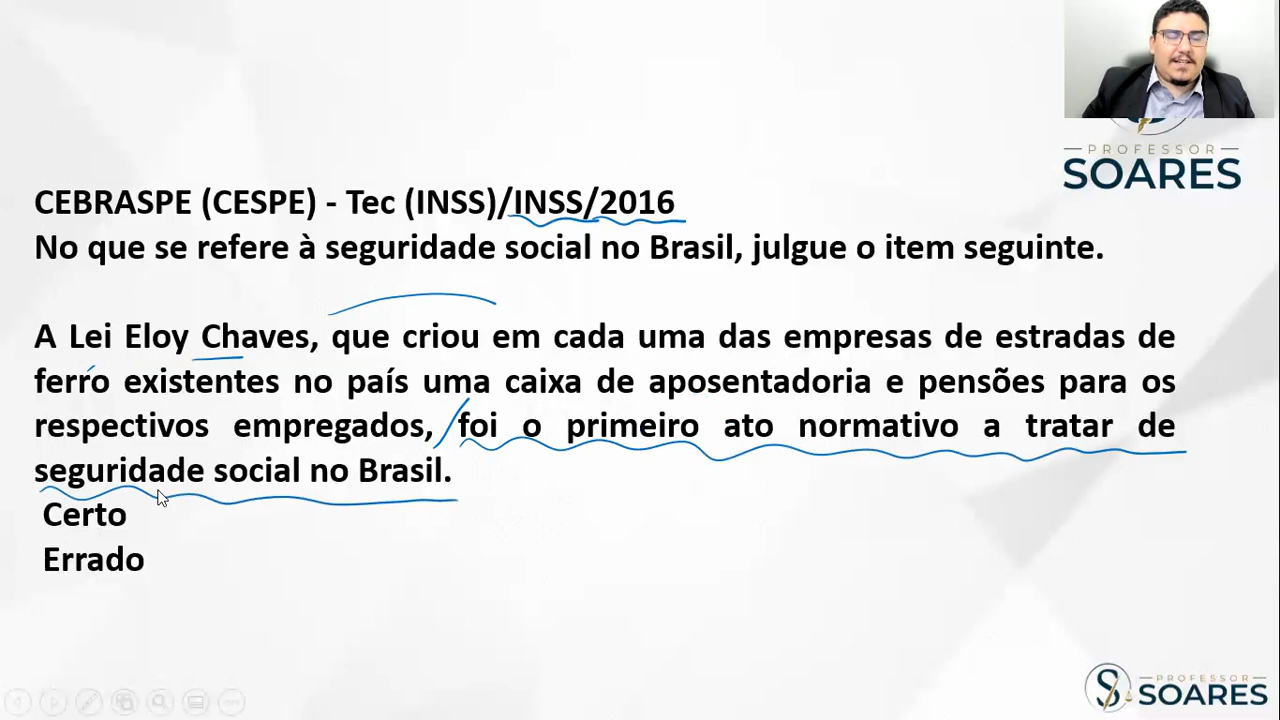 PROFESSOR
SOARES
CEBRASPE (CESPE) - Tec (INSS)/INSS/2016
No que se refere à seguridade social no Brasil, julgue o item seguinte.
A Lei Eloy Chaves, que criou em cada uma das empresas de estradas de
ferro existentes no país uma caixa de aposentadoria e pensões para os
respectivos empregados, foi o primeiro ato normativo a tratar de
seguridade social no Brasil.
Certo
Errado
PROFESSOR
SOARES